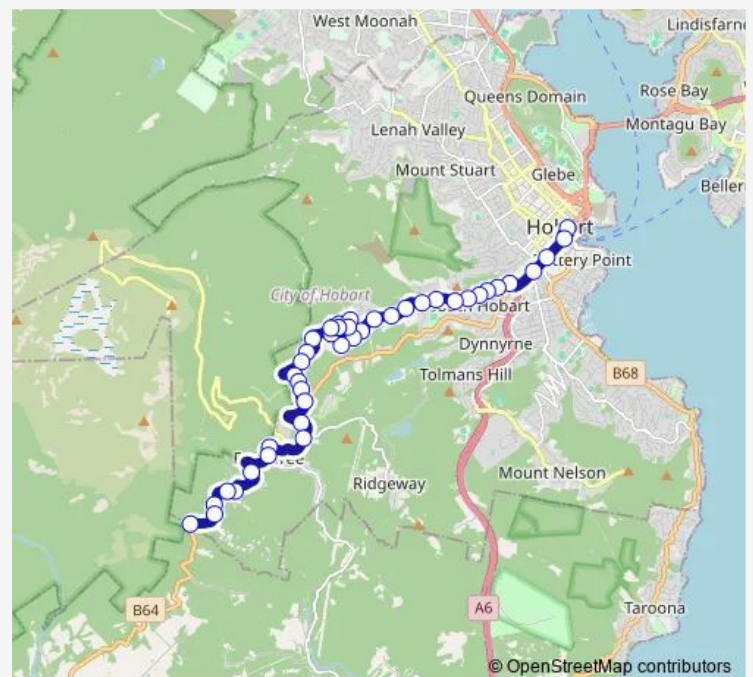 West Moonah
Lindisfarne
Queens Domain
Rose Bay
Lenah Valley
Montagu Bay
Mount Stuart
Glebe
Beller
City of Hobart
Dynnyrne
Tolmans Hill
B68
Mount Nelson
Ridgeway
B64
A6
Taroona
© OpenStreetMap contributors